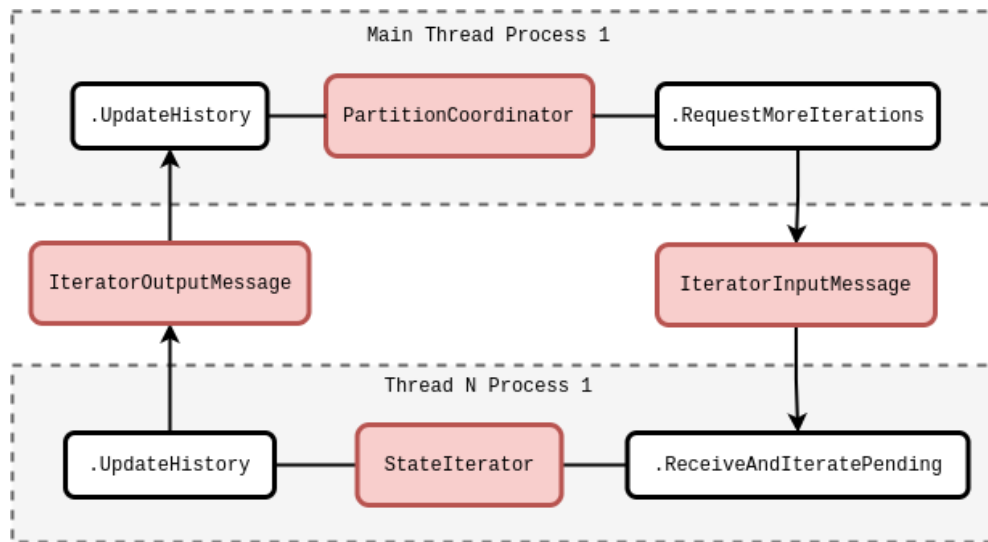 Main Thread Process 1
.UpdateHistory
PartitionCoordinator
.RequestMoreIterations
IteratorOutputMessage
IteratorInputMessage
Thread N Process 1
.UpdateHistory
StateIterator
.ReceiveAndIteratePending